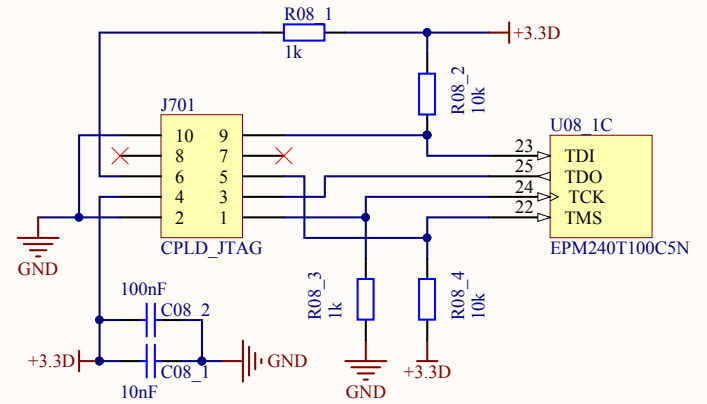 R08_1
1k
+3.3D
R08_2
10k
J701
10 9
8 7
6 5
4 3
2 1
CPLD_JTAG
U08_1C
23 TDI
25 TDO
24 TCK
22 TMS
EPM240T100C5N
GND
100nF
C08_2
+3.3D
C08_1
10nF
GND
R08_3
1k
GND
R08_4
10k
+3.3D